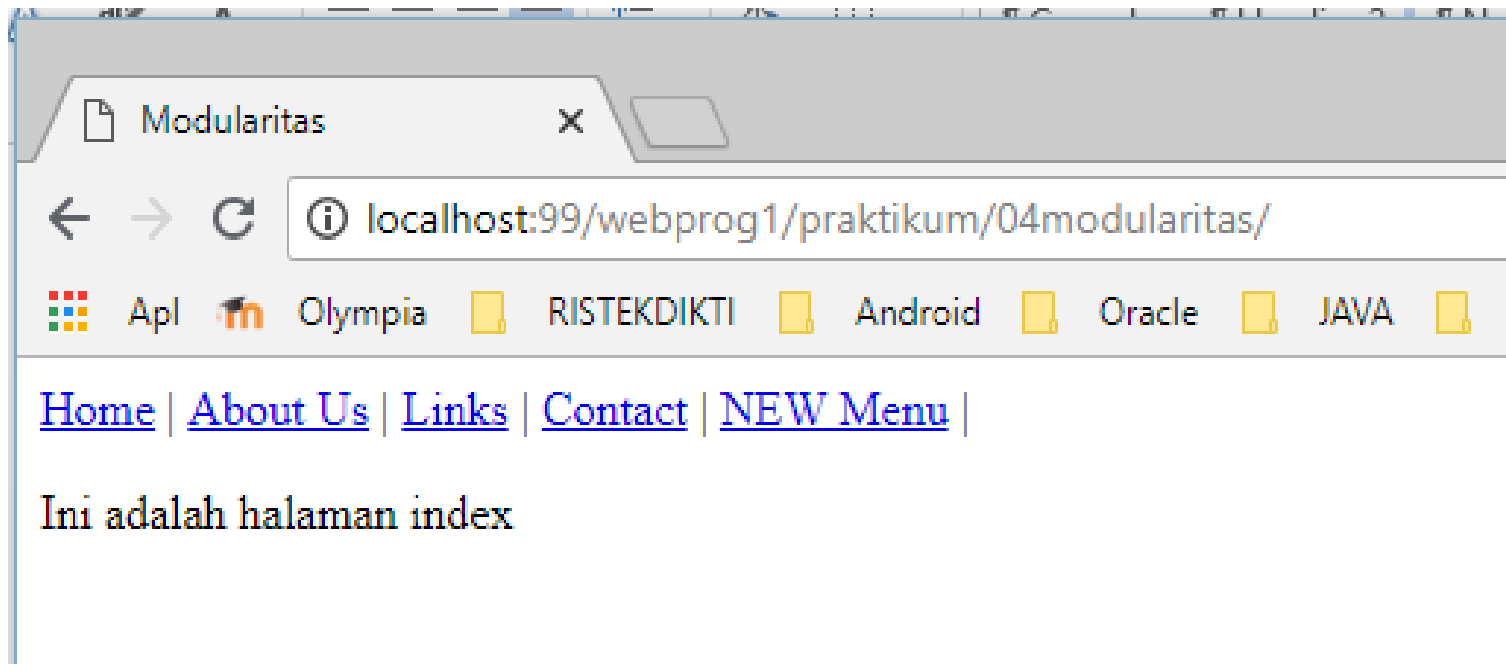 Modularitas
localhost:99/webprog1/praktikum/04modularitas/
Apl Olympia RISTEKDIKTI Android Oracle JAVA
Home | About Us | Links | Contact | NEW Menu |
Ini adalah halaman index